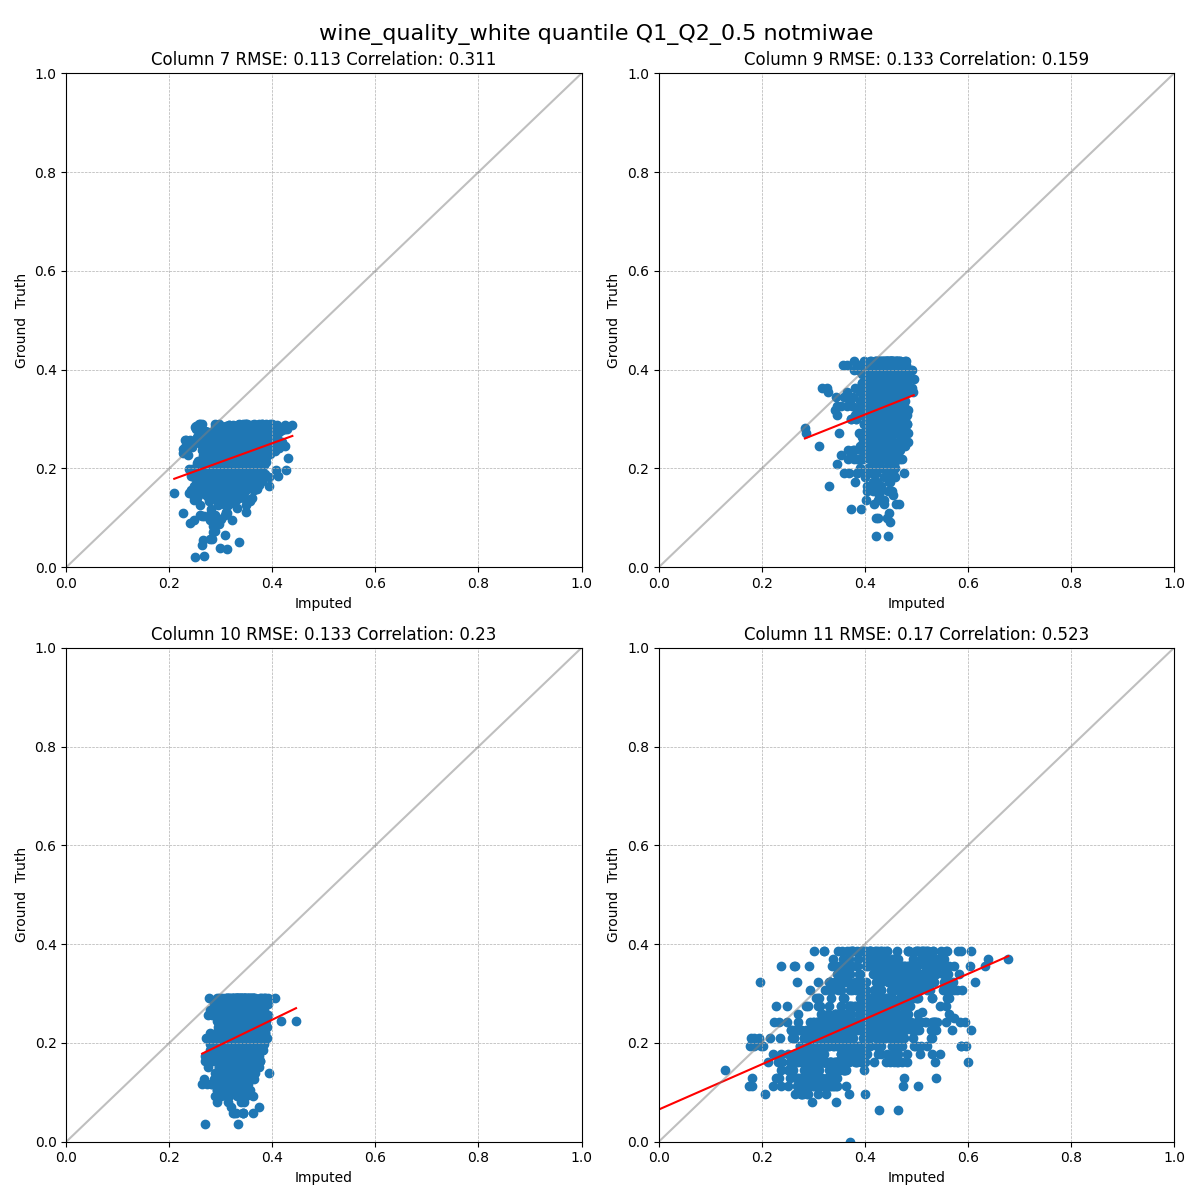 wine_quality_white quantile Q1_Q2_0.5 notmiwae
Column 7 RMSE: 0.113 Correlation: 0.311
1.0
0.8
0.6
0.4
0.2
0.0
Ground Truth
0.0 0.2 0.4 0.6 0.8 1.0
Imputed
Column 9 RMSE: 0.133 Correlation: 0.159
1.0
0.8
0.6
0.4
0.2
0.0
Ground Truth
0.0 0.2 0.4 0.6 0.8 1.0
Imputed
Column 10 RMSE: 0.133 Correlation: 0.23
1.0
0.8
0.6
0.4
0.2
0.0
Ground Truth
0.0 0.2 0.4 0.6 0.8 1.0
Imputed
Column 11 RMSE: 0.17 Correlation: 0.523
1.0
0.8
0.6
0.4
0.2
0.0
Ground Truth
0.0 0.2 0.4 0.6 0.8 1.0
Imputed